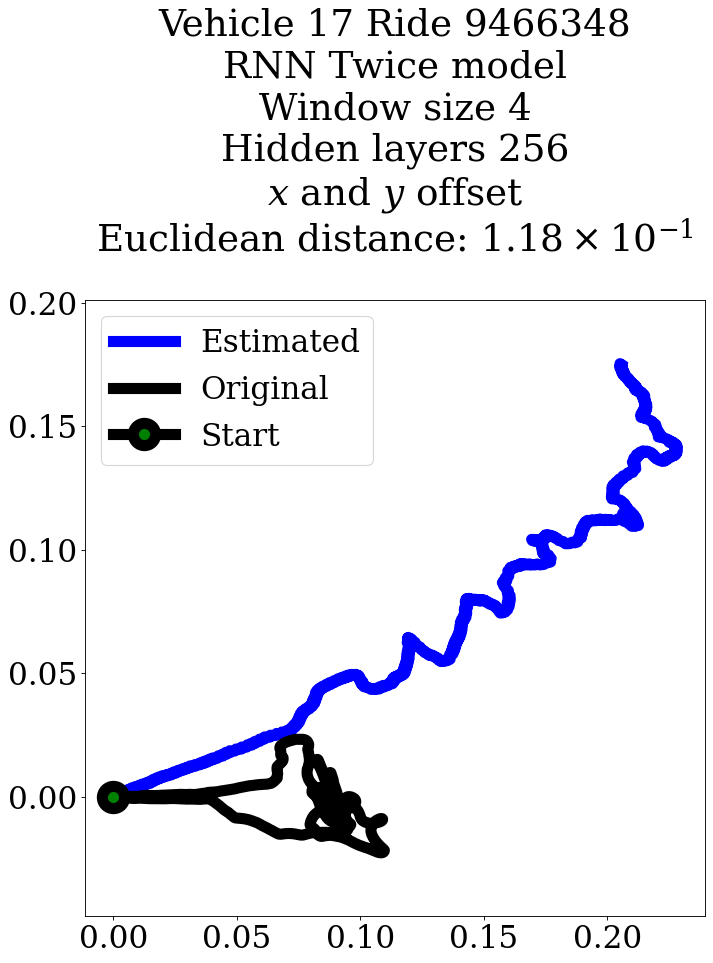 Vehicle 17 Ride 9466348
RNN Twice model
Window size 4
Hidden layers 256
x and y offset
Euclidean distance: 1.18 × 10⁻¹
0.20
Estimated
Original
Start
0.15
0.10
0.05
0.00
0.00 0.05 0.10 0.15 0.20